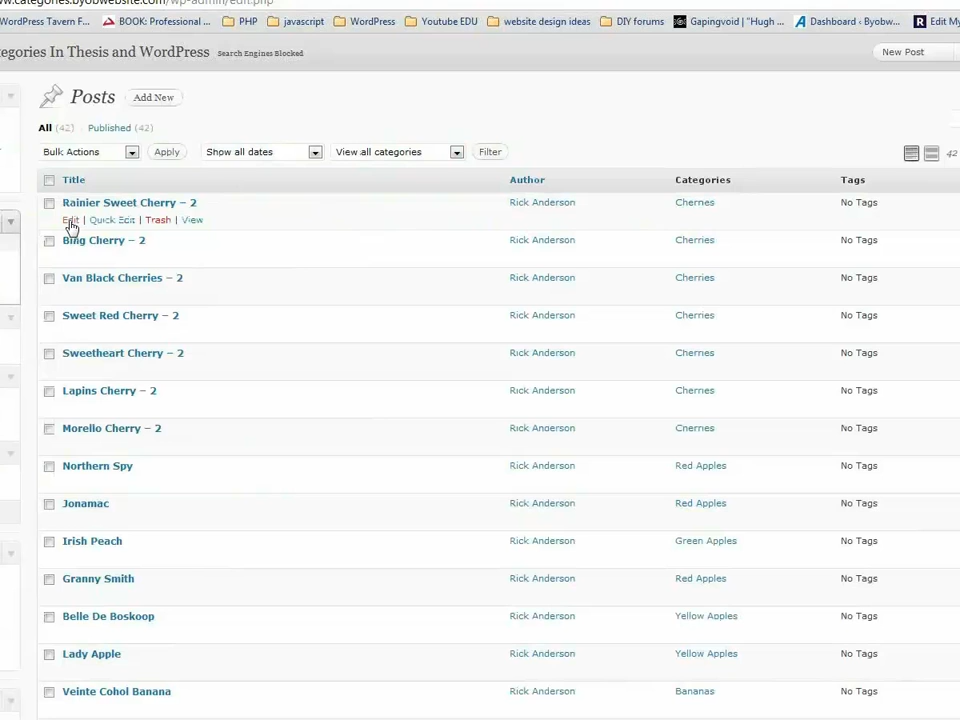 ww.categories.byobwebsite.com/wp-admin/edit.php
WordPress Tavern F... BOOK: Professional ... PHP javascript WordPress Youtube EDU website design ideas DIY forums Gapingvoid | "Hugh ... Dashboard ‹ Byobw... Edit My
tegories In Thesis and WordPress Search Engines Blocked New Post
Posts Add New
All (42) Published (42)
Bulk Actions Apply Show all dates View all categories Filter 42
Title Author Categories Tags
Rainier Sweet Cherry – 2 Rick Anderson Cherries No Tags
Edit | Quick Edit | Trash | View
Bing Cherry – 2 Rick Anderson Cherries No Tags
Van Black Cherries – 2 Rick Anderson Cherries No Tags
Sweet Red Cherry – 2 Rick Anderson Cherries No Tags
Sweetheart Cherry – 2 Rick Anderson Cherries No Tags
Lapins Cherry – 2 Rick Anderson Cherries No Tags
Morello Cherry – 2 Rick Anderson Cherries No Tags
Northern Spy Rick Anderson Red Apples No Tags
Jonamac Rick Anderson Red Apples No Tags
Irish Peach Rick Anderson Green Apples No Tags
Granny Smith Rick Anderson Red Apples No Tags
Belle De Boskoop Rick Anderson Yellow Apples No Tags
Lady Apple Rick Anderson Yellow Apples No Tags
Veinte Cohol Banana Rick Anderson Bananas No Tags